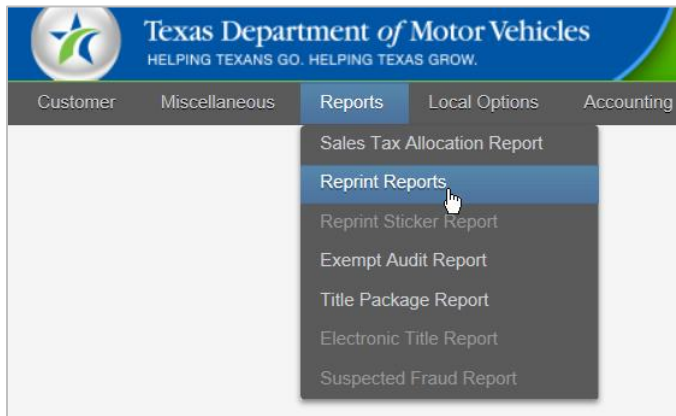 Texas Department of Motor Vehicles
HELPING TEXANS GO. HELPING TEXAS GROW.
Customer Miscellaneous Reports Local Options Accounting
Sales Tax Allocation Report
Reprint Reports
Reprint Sticker Report
Exempt Audit Report
Title Package Report
Electronic Title Report
Suspected Fraud Report